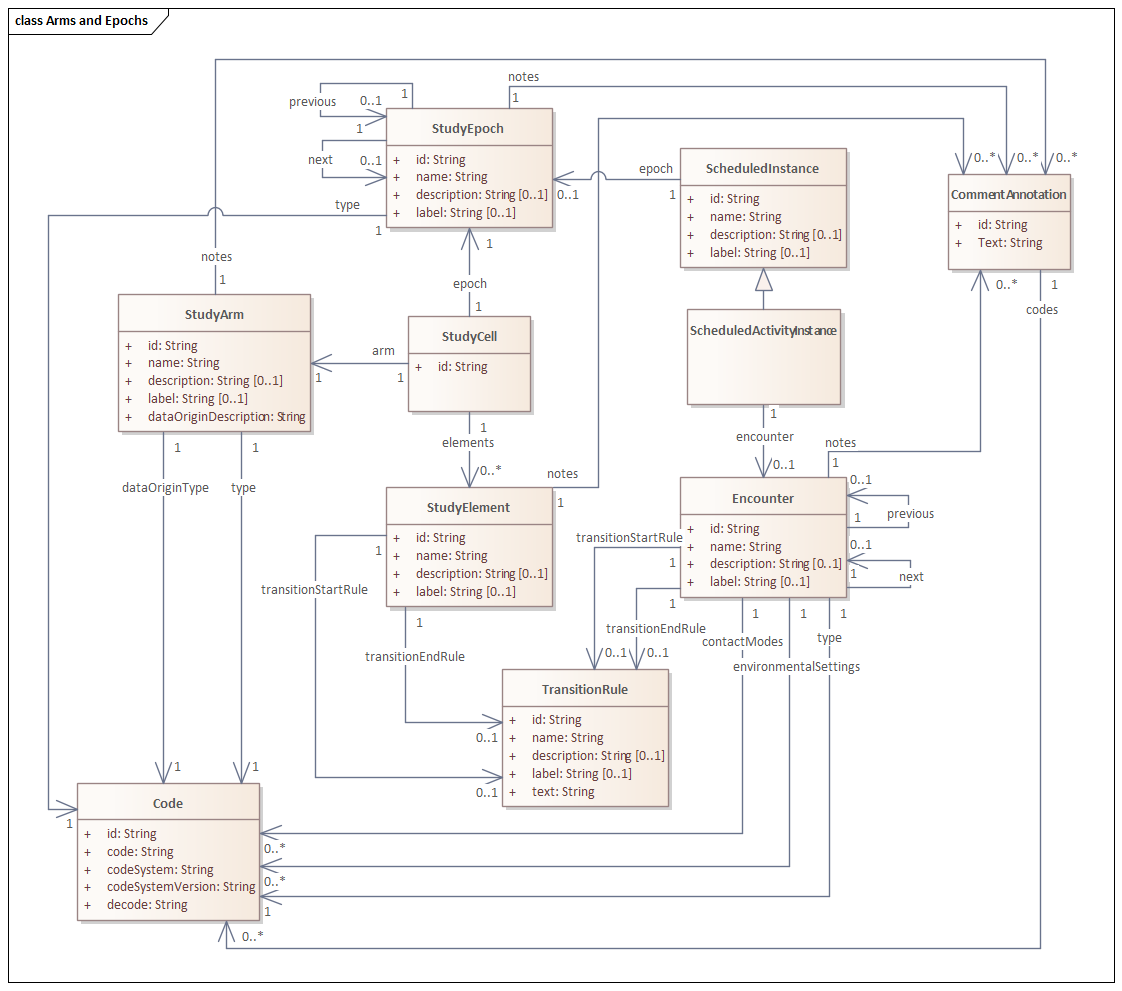 class Arms and Epochs
notes
1
previous
0..1
1
1
next
0..1
StudyEpoch
+ id: String
+ name: String
+ description: String [0..1]
+ label: String [0..1]
type
1
1
epoch
1
epoch
1
0..1
ScheduledInstance
+ id: String
+ name: String
+ description: String [0..1]
+ label: String [0..1]
0..*
0..*
0..*
CommentAnnotation
+ id: String
+ Text: String
0..*
1
codes
notes
1
StudyArm
+ id: String
+ name: String
+ description: String [0..1]
+ label: String [0..1]
+ dataOriginDescription: String
arm
1
1
StudyCell
+ id: String
ScheduledActivityInstance
1
encounter
0..1
1
elements
0..*
1
dataOriginType
1
type
1
notes
1
StudyElement
+ id: String
+ name: String
+ description: String [0..1]
+ label: String [0..1]
notes
1
Encounter
+ id: String
+ name: String
+ description: String [0..1]
+ label: String [0..1]
0..1
previous
1
0..1
next
1
1
transitionStartRule
1
transitionEndRule
transitionStartRule
1
1
transitionEndRule
0..1
0..1
1
contactModes
1
environmentalSettings
1
type
TransitionRule
+ id: String
+ name: String
+ description: String [0..1]
+ label: String [0..1]
+ text: String
0..1
0..1
1
1
1
Code
+ id: String
+ code: String
+ codeSystem: String
+ codeSystemVersion: String
+ decode: String
0..*
0..*
1
0..*